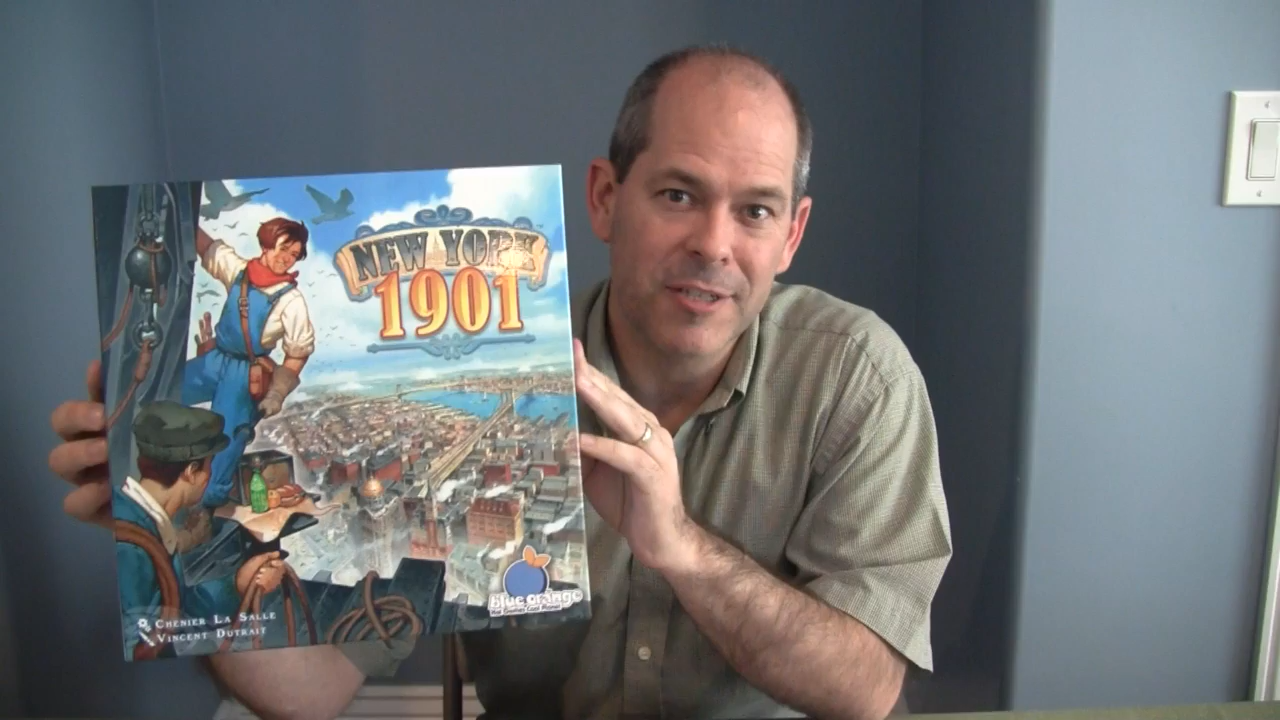 NEW YORK
1901
blue orange
CHENIER LA SALLE
VINCENT DUTRAIT